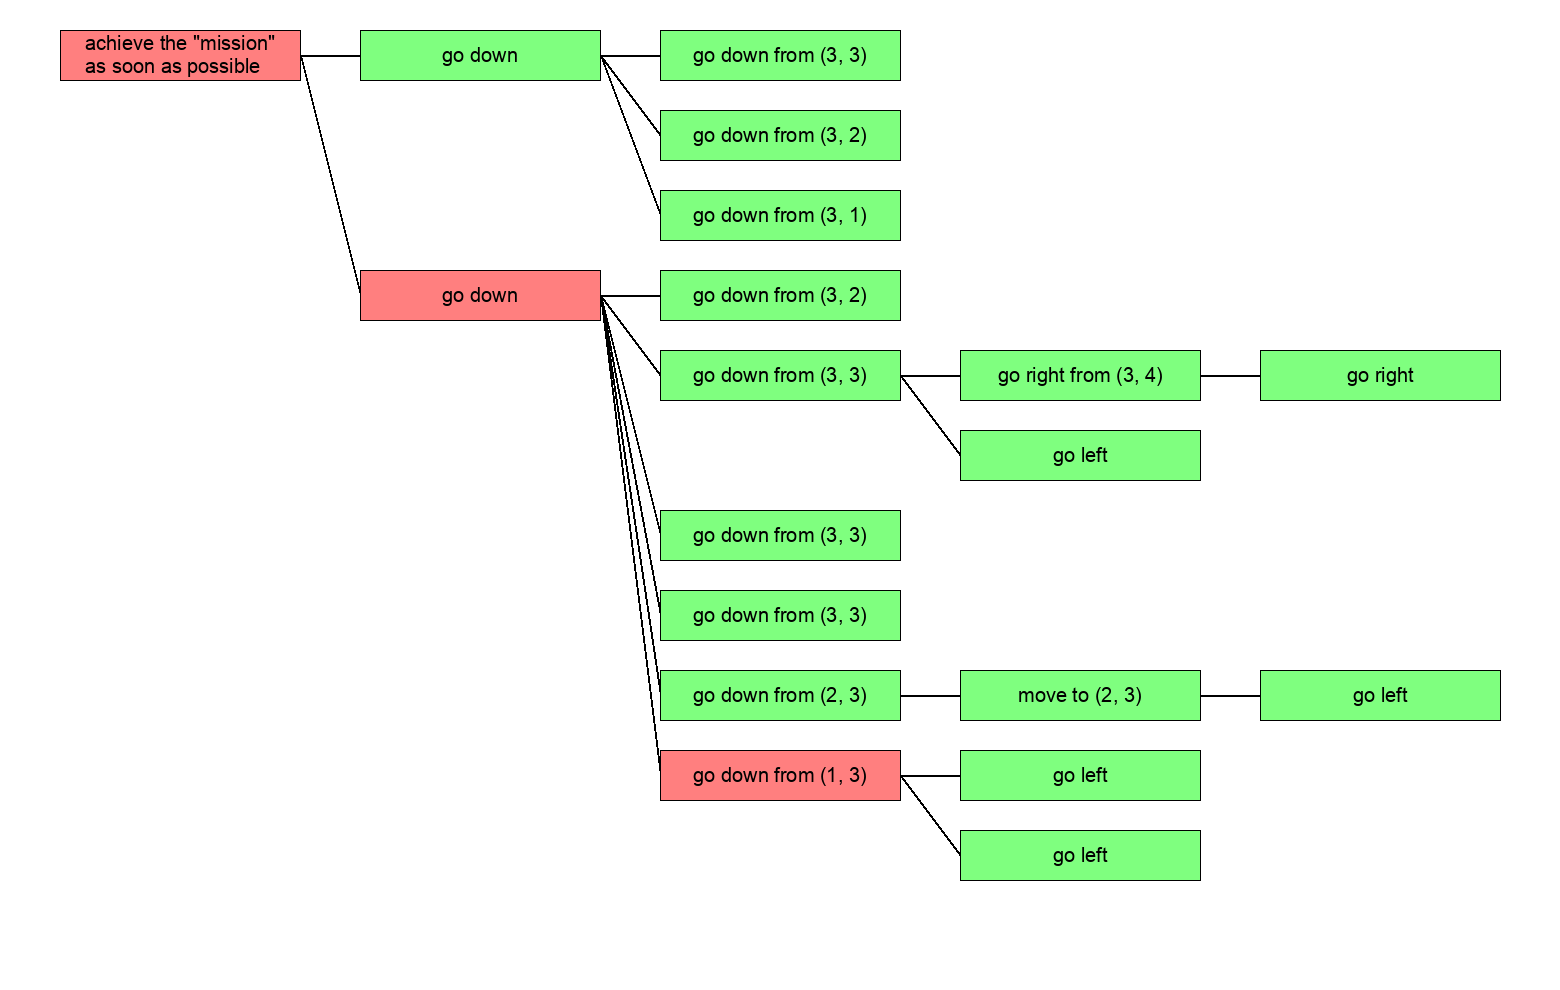 achieve the "mission"
as soon as possible
go down
go down from (3, 3)
go down from (3, 2)
go down from (3, 1)
go down
go down from (3, 2)
go down from (3, 3)
go right from (3, 4)
go right
go left
go down from (3, 3)
go down from (3, 3)
go down from (2, 3)
move to (2, 3)
go left
go down from (1, 3)
go left
go left